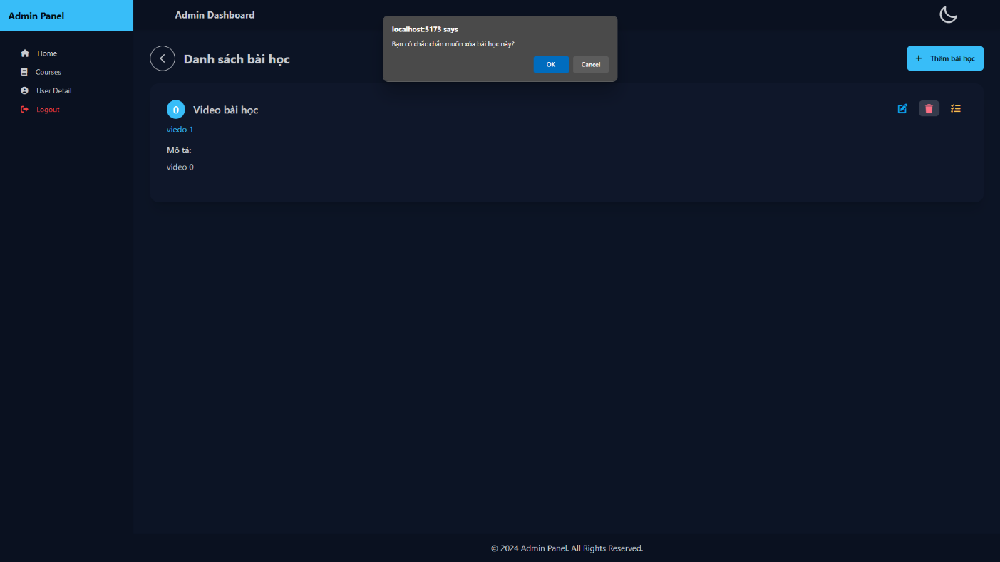 Admin Panel
Admin Dashboard
localhost:5173 says
Bạn có chắc chắn muốn xóa bài học này?
OK
Cancel
Home
Courses
User Detail
Logout
Danh sách bài học
+ Thêm bài học
0 Video bài học
viedo 1
Mô tả:
video 0
© 2024 Admin Panel. All Rights Reserved.